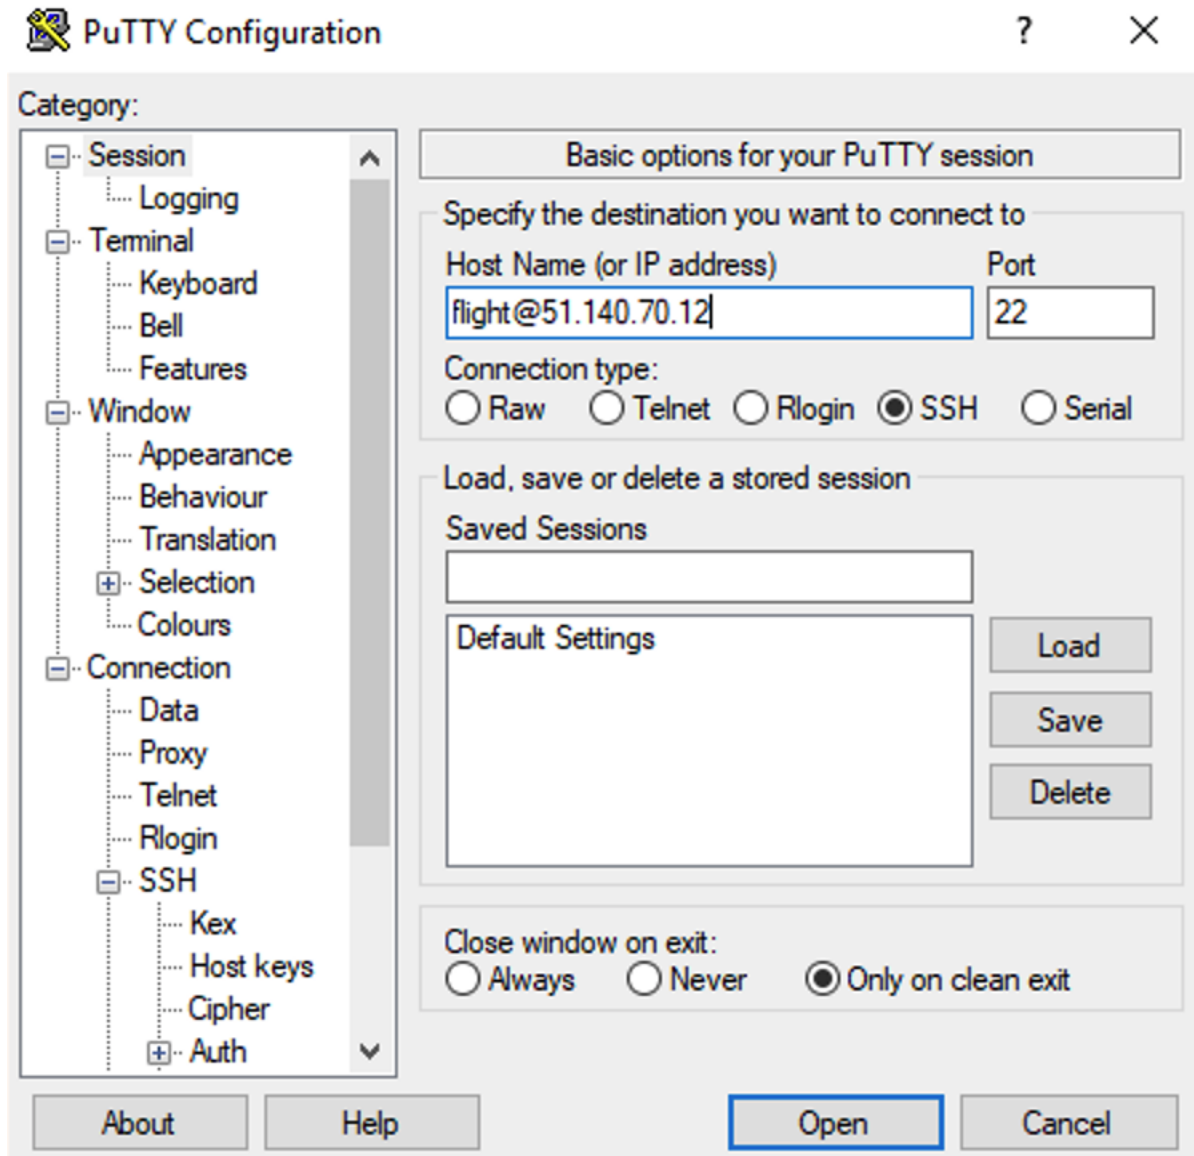 PuTTY Configuration
?
Category:
Session
Logging
Terminal
Keyboard
Bell
Features
Window
Appearance
Behaviour
Translation
Selection
Colours
Connection
Data
Proxy
Telnet
Rlogin
SSH
Kex
Host keys
Cipher
Auth
Basic options for your PuTTY session
Specify the destination you want to connect to
Host Name (or IP address) Port
flight@51.140.70.12 22
Connection type:
Raw Telnet Rlogin SSH Serial
Load, save or delete a stored session
Saved Sessions
Default Settings
Load
Save
Delete
Close window on exit:
Always Never Only on clean exit
About Help Open Cancel